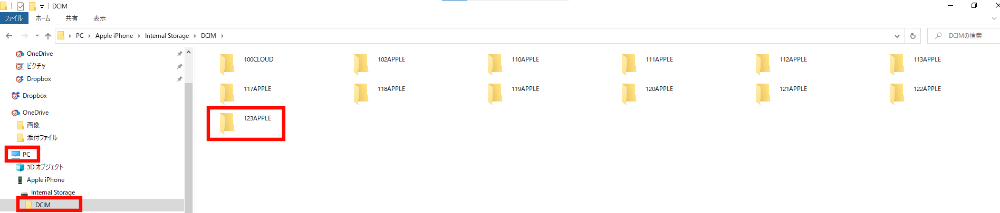 DCIM
ファイル ホーム 共有 表示
PC Apple iPhone Internal Storage DCIM DCIMの検索
OneDrive
ピクチャ
Dropbox
Dropbox
OneDrive
画像
添付ファイル
PC
3D オブジェクト
Apple iPhone
Internal Storage
DCIM
100CLOUD 102APPLE 110APPLE 111APPLE 112APPLE 113APPLE
117APPLE 118APPLE 119APPLE 120APPLE 121APPLE 122APPLE
123APPLE